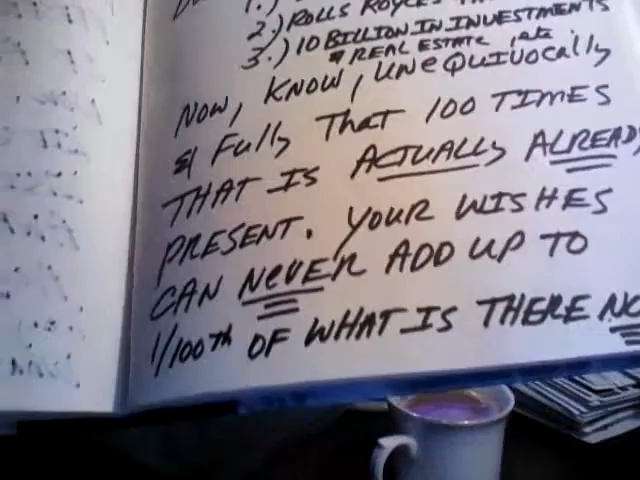 1.)
2.) ROLLS ROYCE
3.) 10 BILLION IN INVESTMENTS
& REAL ESTATE, etc.
NOW, KNOW, UNEQUIVOCALLY
& Fully THAT 100 TIMES
THAT IS ACTUALLY ALREADY
PRESENT. YOUR WISHES
CAN NEVER ADD UP TO
1/100TH OF WHAT IS THERE NO